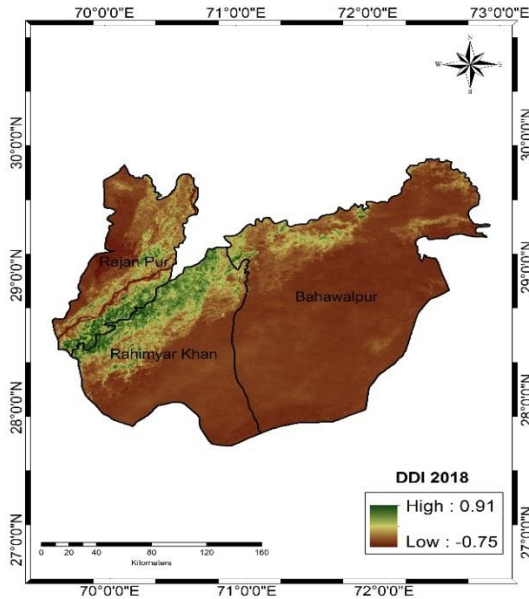 70°0'0"E 71°0'0"E 72°0'0"E 73°0'0"E
N
W E
S
30°0'0"N 30°0'0"N
29°0'0"N 29°0'0"N
28°0'0"N 28°0'0"N
27°0'0"N 27°0'0"N
Rajan Pur
Bahawalpur
Rahimyar Khan
DDI 2018
High : 0.91
Low : -0.75
0 10 20 40 80 120 160
Kilometers
70°0'0"E 71°0'0"E 72°0'0"E